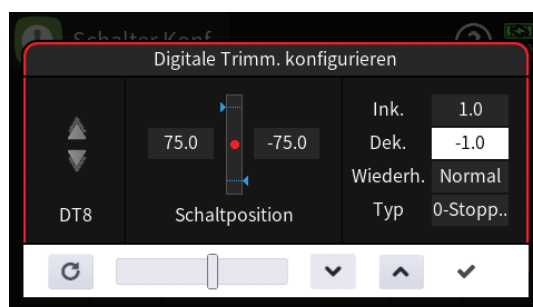 Schalter Konf
Digitale Trimm. konfigurieren
Ink. 1.0
75.0 -75.0 Dek. -1.0
Wiederh. Normal
DT8 Schaltposition Typ 0-Stopp..